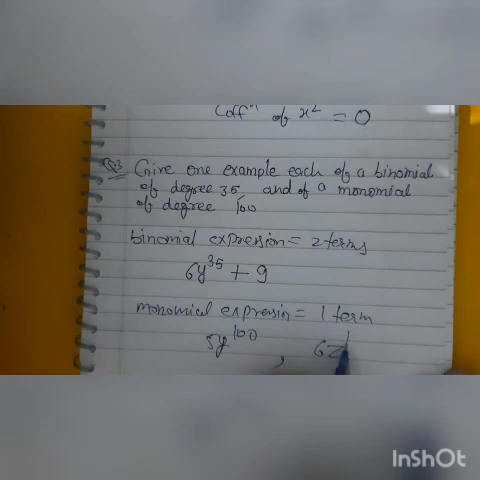 Coffⁿ of x² = 0
Q3 Give one example each of a binomial
of degree 35, and of a monomial
of degree 100
binomial expression = 2 terms
6y³⁵ + 9
monomial expressin = 1 term
5y¹⁰⁰, 6z
InShOt